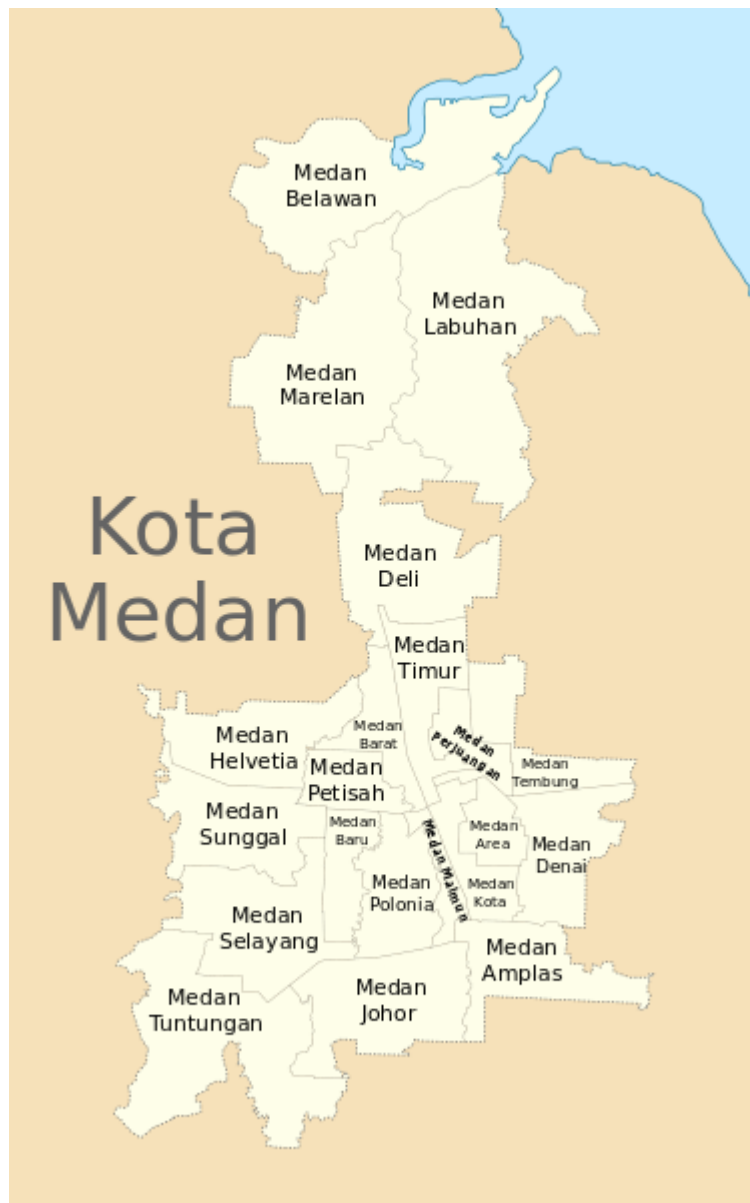 Medan
Belawan
Medan
Labuhan
Medan
Marelan
Kota
Medan
Medan
Deli
Medan
Timur
Medan
Barat
Medan
Perjuangan
Medan
Helvetia
Medan
Petisah
Medan
Tembung
Medan
Sunggal
Medan
Baru
Medan Maimun
Medan
Area
Medan
Denai
Medan
Polonia
Medan
Kota
Medan
Selayang
Medan
Amplas
Medan
Tuntungan
Medan
Johor